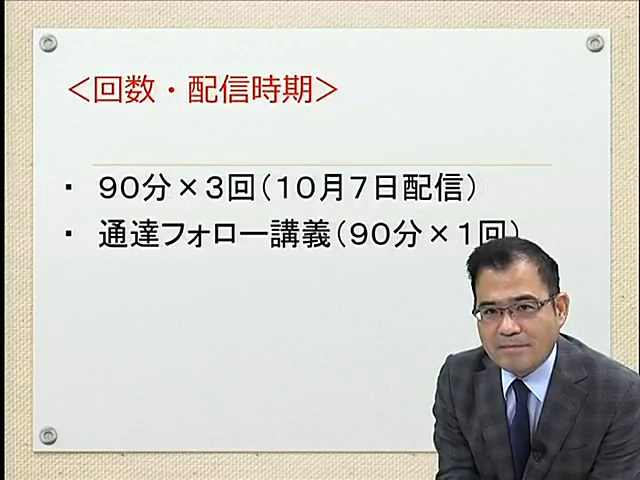 ＜回数・配信時期＞
・ 90分×3回（10月7日配信）
・ 通達フォロー講義（90分×1回）